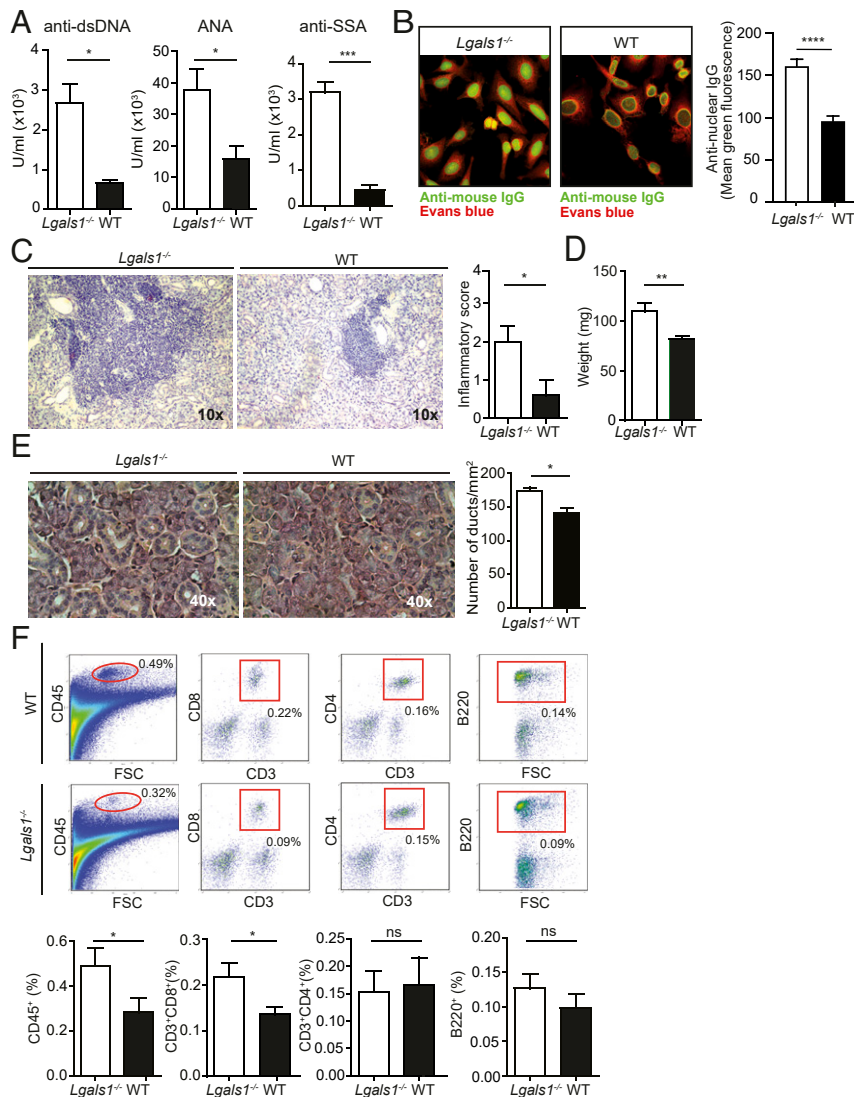 A
anti-dsDNA
ANA
anti-SSA
*
*
***
U/ml (x10³)
3
2
1
0
Lgals1-/- WT
U/ml (x10³)
50
40
30
20
10
0
Lgals1-/- WT
U/ml (x10³)
4
3
2
1
0
Lgals1-/- WT
B
Lgals1-/-
WT
Anti-mouse IgG
Evans blue
Anti-mouse IgG
Evans blue
****
Anti-nuclear IgG
(Mean green fluorescence)
200
150
100
50
0
Lgals1-/- WT
C
Lgals1-/-
WT
10x
10x
*
Inflammatory score
4
2
0
Lgals1-/- WT
D
**
Weight (mg)
150
100
50
0
Lgals1-/- WT
E
Lgals1-/-
WT
40x
40x
*
Number of ducts/mm²
200
150
100
50
0
Lgals1-/- WT
F
WT
0.49%
CD45
FSC
0.22%
CD8
CD3
0.16%
CD4
CD3
0.14%
B220
FSC
Lgals1-/-
0.32%
CD45
FSC
0.09%
CD8
CD3
0.15%
CD4
CD3
0.09%
B220
FSC
*
CD45⁺ (%)
0.6
0.4
0.2
0.0
Lgals1-/- WT
*
CD3⁺CD8⁺(%)
0.3
0.2
0.1
0.0
Lgals1-/- WT
ns
CD3⁺CD4⁺(%)
0.25
0.20
0.15
0.10
0.05
0.00
Lgals1-/- WT
ns
B220⁺ (%)
0.20
0.15
0.10
0.05
0.00
Lgals1-/- WT